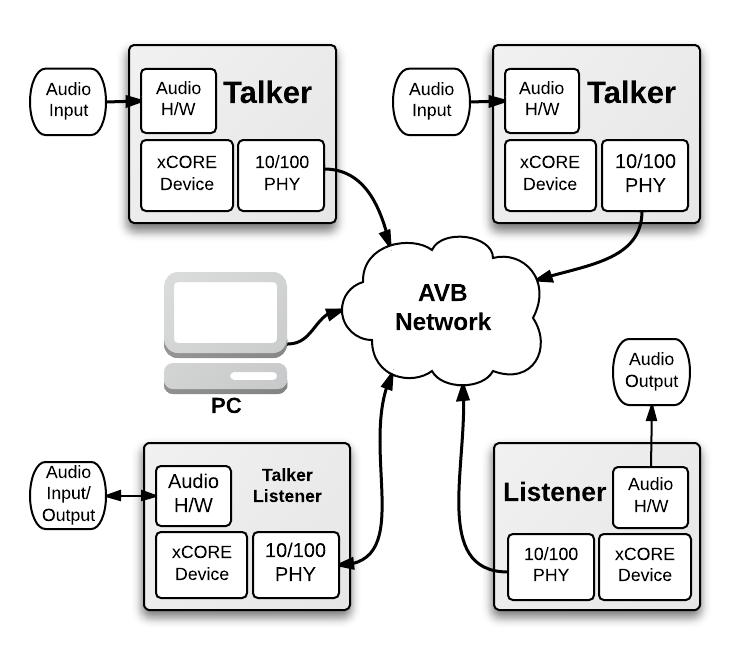 Audio
Input
Audio
H/W
Talker
xCORE
Device
10/100
PHY
Audio
Input
Audio
H/W
Talker
xCORE
Device
10/100
PHY
AVB
Network
PC
Audio
Output
Audio
Input/
Output
Audio
H/W
Talker
Listener
xCORE
Device
10/100
PHY
Listener
Audio
H/W
10/100
PHY
xCORE
Device